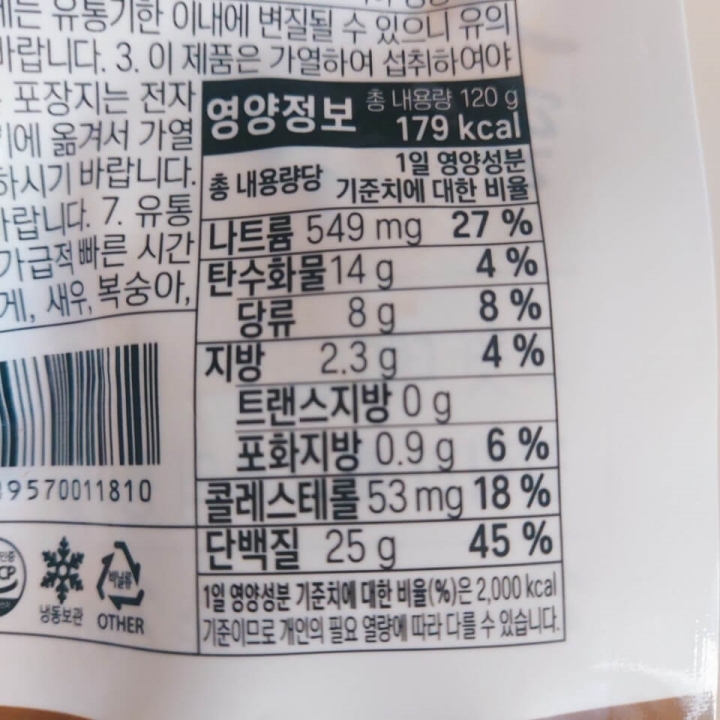 는 유통기한 이내에 변질될 수 있으니 유의
바랍니다. 3. 이 제품은 가열하여 섭취하여야
포장지는 전자
에 옮겨서 가열
하시기 바랍니다.
바랍니다. 7. 유통
가급적 빠른 시간
게, 새우, 복숭아,
영양정보
총 내용량 120 g
179 kcal
총 내용량당
1일 영양성분
기준치에 대한 비율
나트륨 549 mg 27 %
탄수화물 14 g 4 %
당류 8 g 8 %
지방 2.3 g 4 %
트랜스지방 0 g
포화지방 0.9 g 6 %
콜레스테롤 53 mg 18 %
단백질 25 g 45 %
1일 영양성분 기준치에 대한 비율(%)은 2,000 kcal
기준이므로 개인의 필요 열량에 따라 다를 수 있습니다.
9570011810
CP
냉동보관
비닐류
OTHER